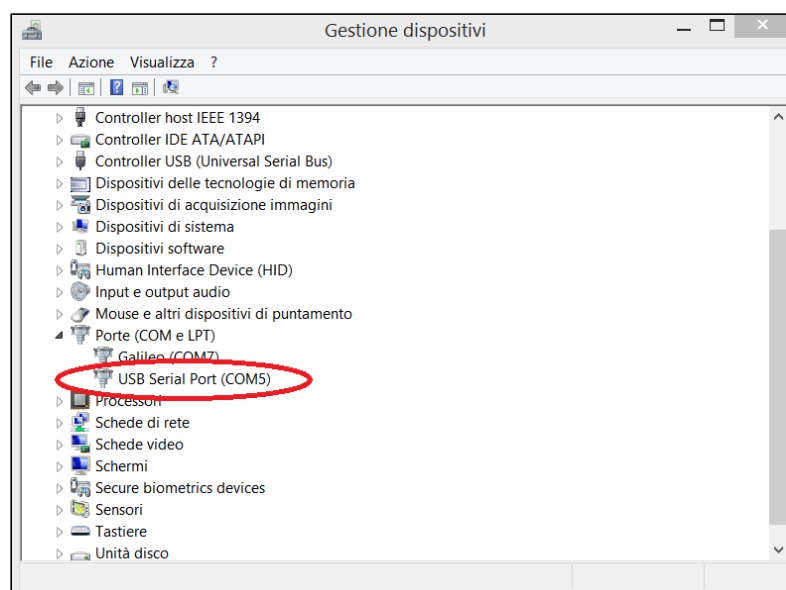 Gestione dispositivi
File Azione Visualizza ?
Controller host IEEE 1394
Controller IDE ATA/ATAPI
Controller USB (Universal Serial Bus)
Dispositivi delle tecnologie di memoria
Dispositivi di acquisizione immagini
Dispositivi di sistema
Dispositivi software
Human Interface Device (HID)
Input e output audio
Mouse e altri dispositivi di puntamento
Porte (COM e LPT)
Galileo (COM7)
USB Serial Port (COM5)
Processori
Schede di rete
Schede video
Schermi
Secure biometrics devices
Sensori
Tastiere
Unità disco